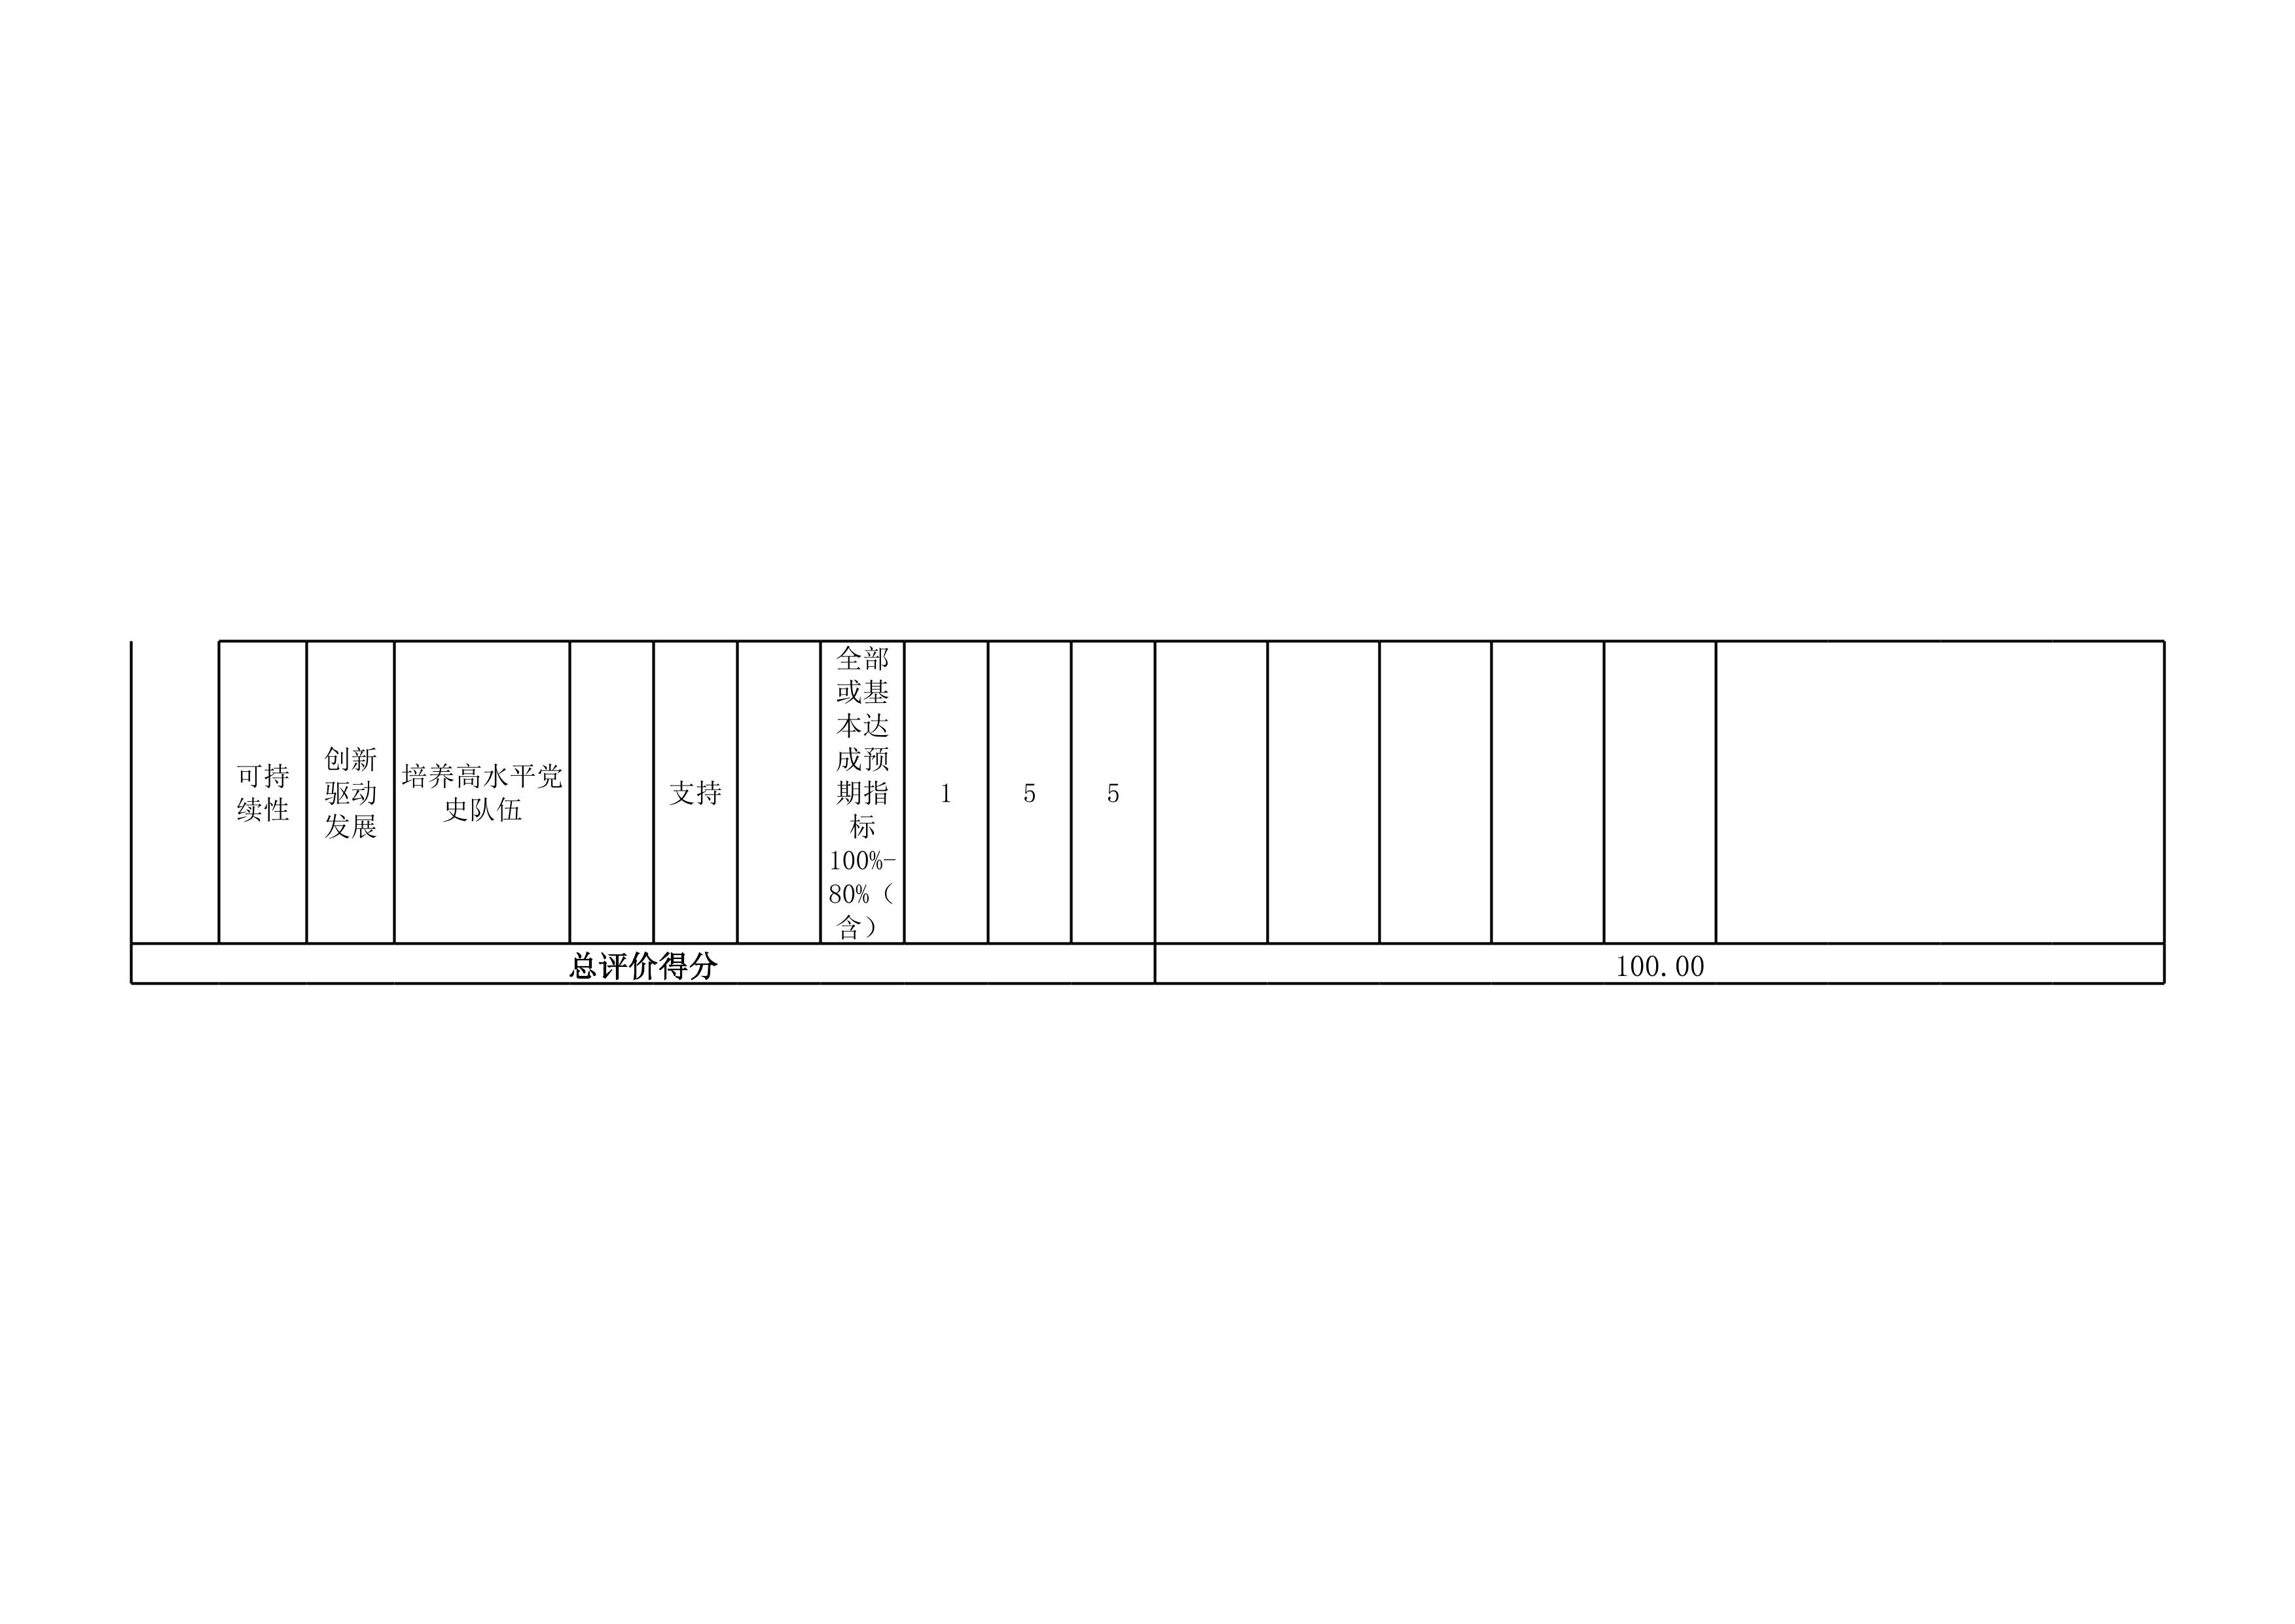 可持
续性
创新
驱动
发展
培养高水平党
史队伍
支持
全部
或基
本达
成预
期指
标
100%-
80%（
含）
1
5
5
总评价得分
100.00